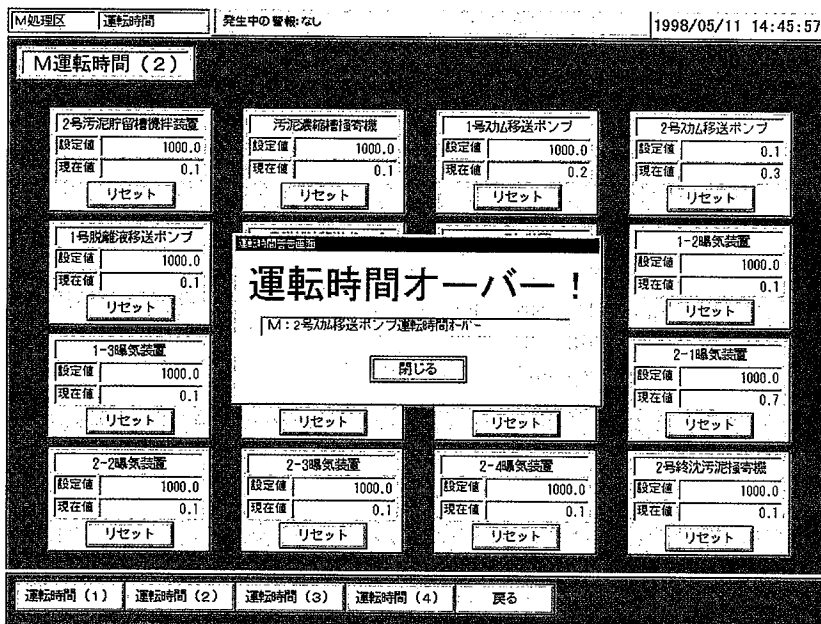 M処理区 運転時間 発生中の警報:なし 1998/05/11 14:45:57
M運転時間(2)
2号汚泥貯留槽攪拌装置 汚泥濃縮槽掻寄機 1号スカム移送ポンプ 2号スカム移送ポンプ
設定値 1000.0 設定値 1000.0 設定値 1000.0 設定値 0.1
現在値 0.1 現在値 0.1 現在値 0.2 現在値 0.3
リセット リセット リセット リセット
1号脱離液移送ポンプ 1-2曝気装置
設定値 1000.0 設定値 1000.0
現在値 0.1 現在値 0.1
リセット リセット
運転時間オーバー!
M:2号スカム移送ポンプ運転時間オーバー
閉じる
1-3曝気装置 2-1曝気装置
設定値 1000.0 設定値 1000.0
現在値 0.1 現在値 0.7
リセット リセット リセット リセット
2-2曝気装置 2-3曝気装置 2-4曝気装置 2号終沈汚泥掻寄機
設定値 1000.0 設定値 1000.0 設定値 1000.0 設定値 1000.0
現在値 0.1 現在値 0.1 現在値 0.1 現在値 0.1
リセット リセット リセット リセット
運転時間(1) 運転時間(2) 運転時間(3) 運転時間(4) 戻る